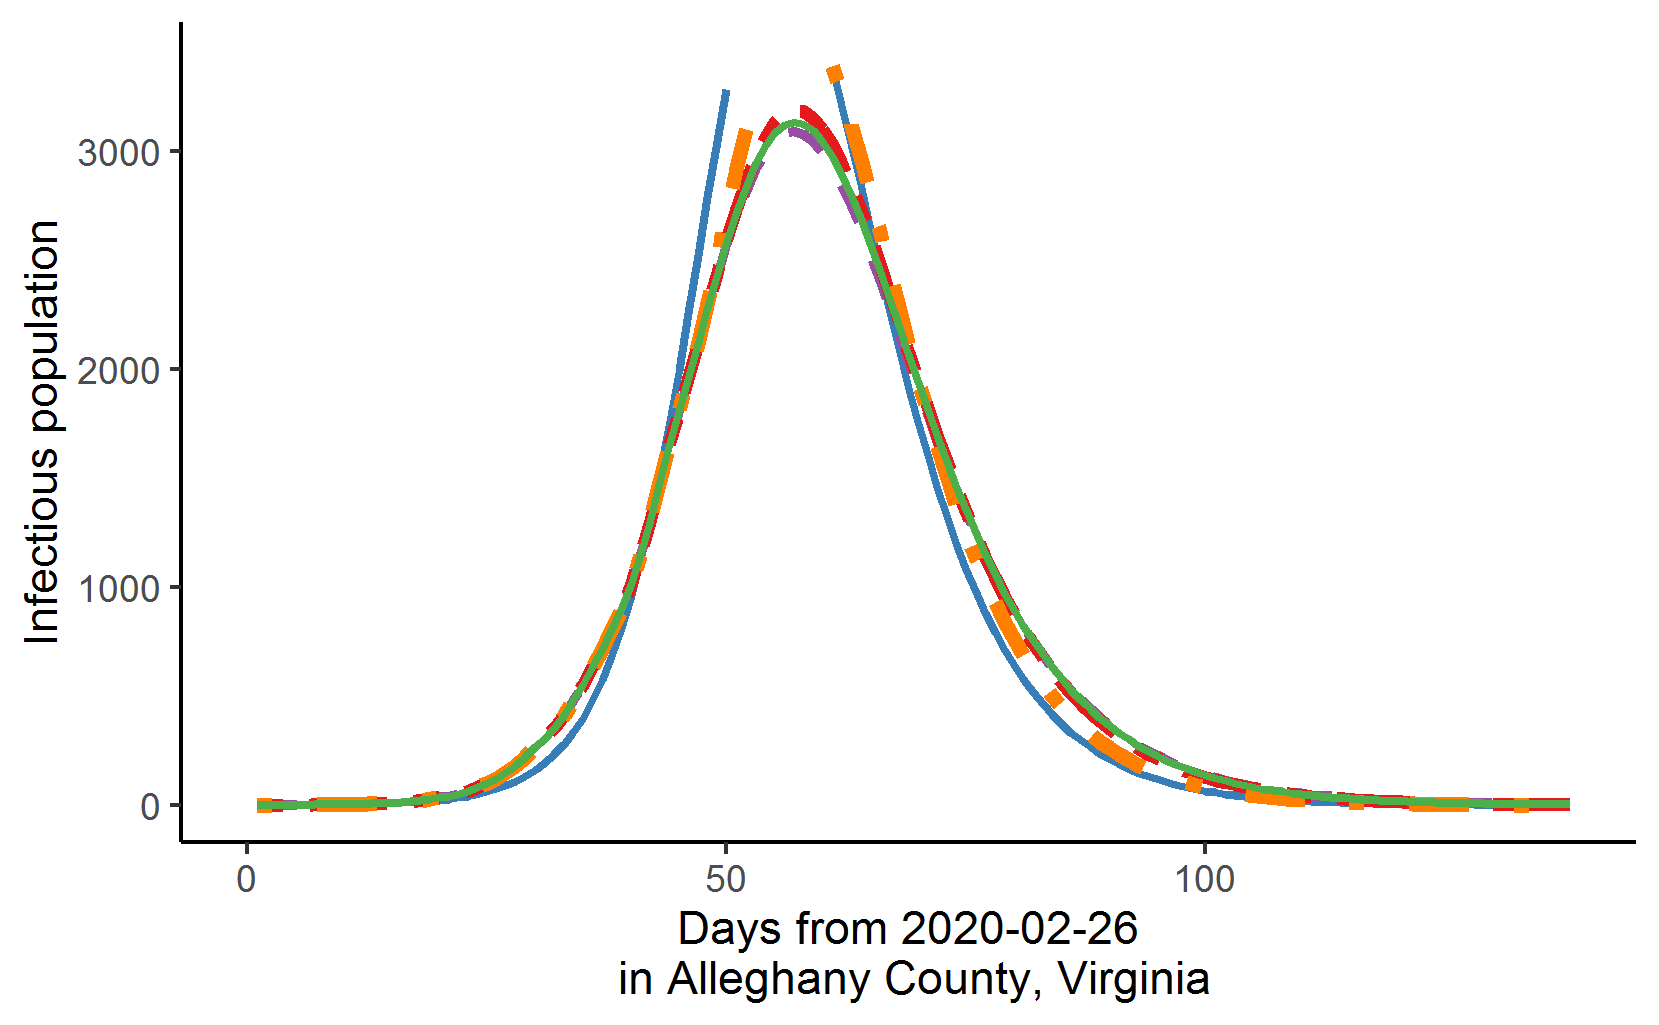 Infectious population
3000
2000
1000
0
0 50 100
Days from 2020-02-26
in Alleghany County, Virginia